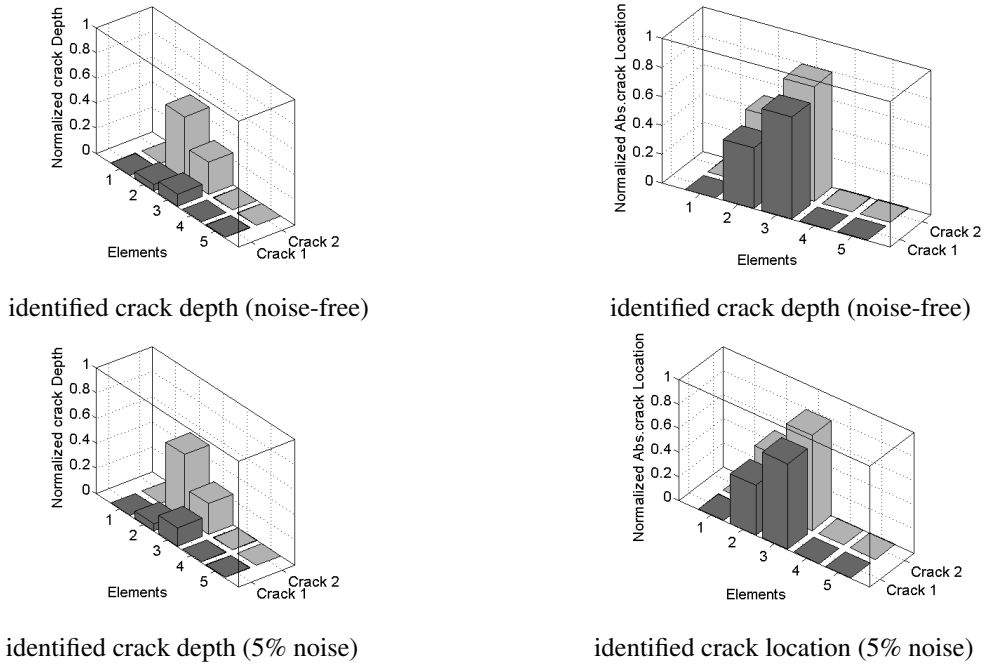 Normalized crack Depth
1
0.8
0.6
0.4
0.2
0
1
2
3
4
5
Elements
Crack 1
Crack 2
identified crack depth (noise-free)
Normalized Abs.crack Location
1
0.8
0.6
0.4
0.2
0
1
2
3
4
5
Elements
Crack 1
Crack 2
identified crack depth (noise-free)
Normalized crack Depth
1
0.8
0.6
0.4
0.2
0
1
2
3
4
5
Elements
Crack 1
Crack 2
identified crack depth (5% noise)
Normalized Abs.crack Location
1
0.8
0.6
0.4
0.2
0
1
2
3
4
5
Elements
Crack 1
Crack 2
identified crack location (5% noise)